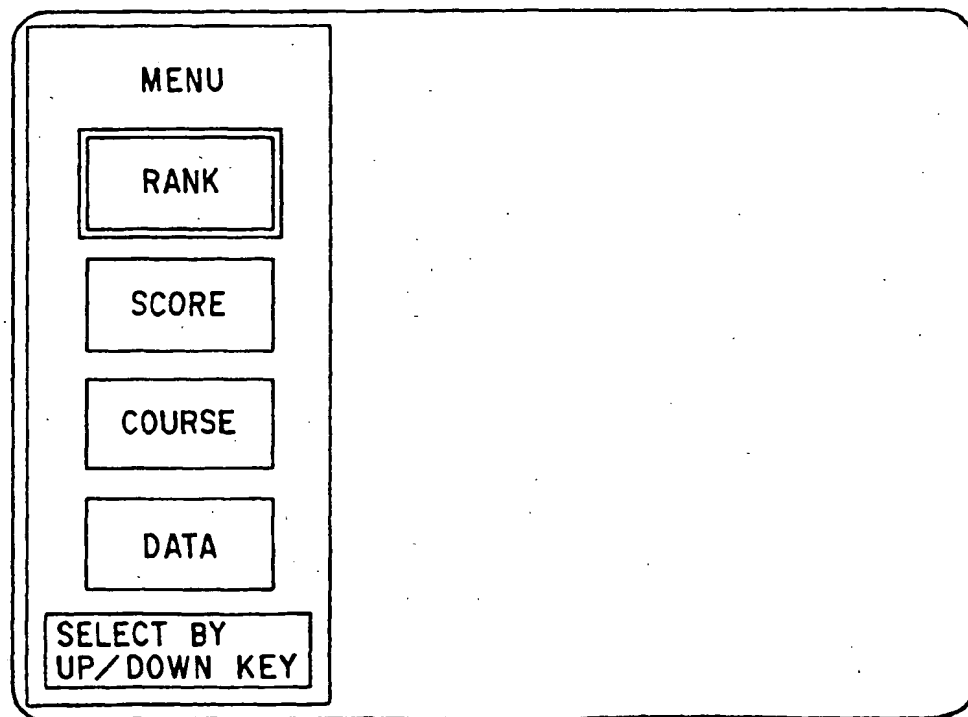 MENU
RANK
SCORE
COURSE
DATA
SELECT BY
UP/DOWN KEY